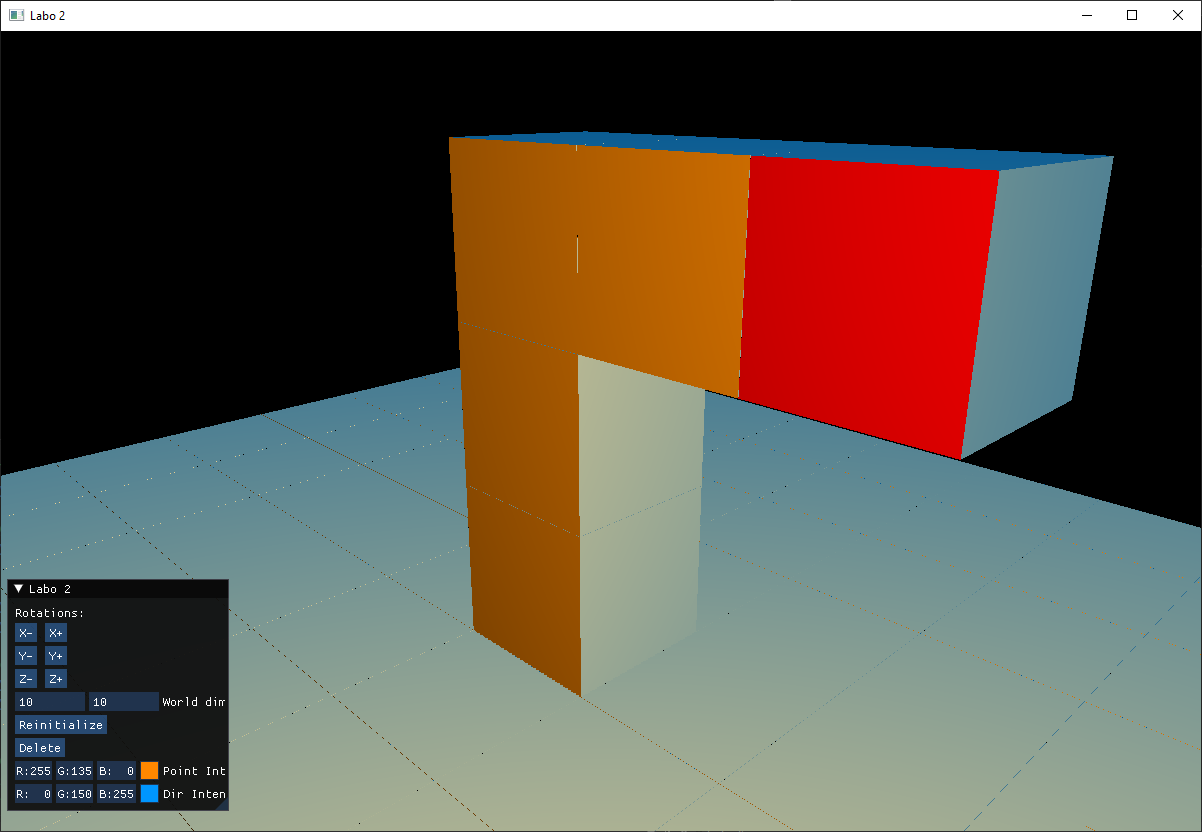 Labo 2
Labo 2
Rotations:
X- X+
Y- Y+
Z- Z+
10 10 World dim
Reinitialize
Delete
R:255 G:135 B: 0 Point Int
R: 0 G:150 B:255 Dir Inten